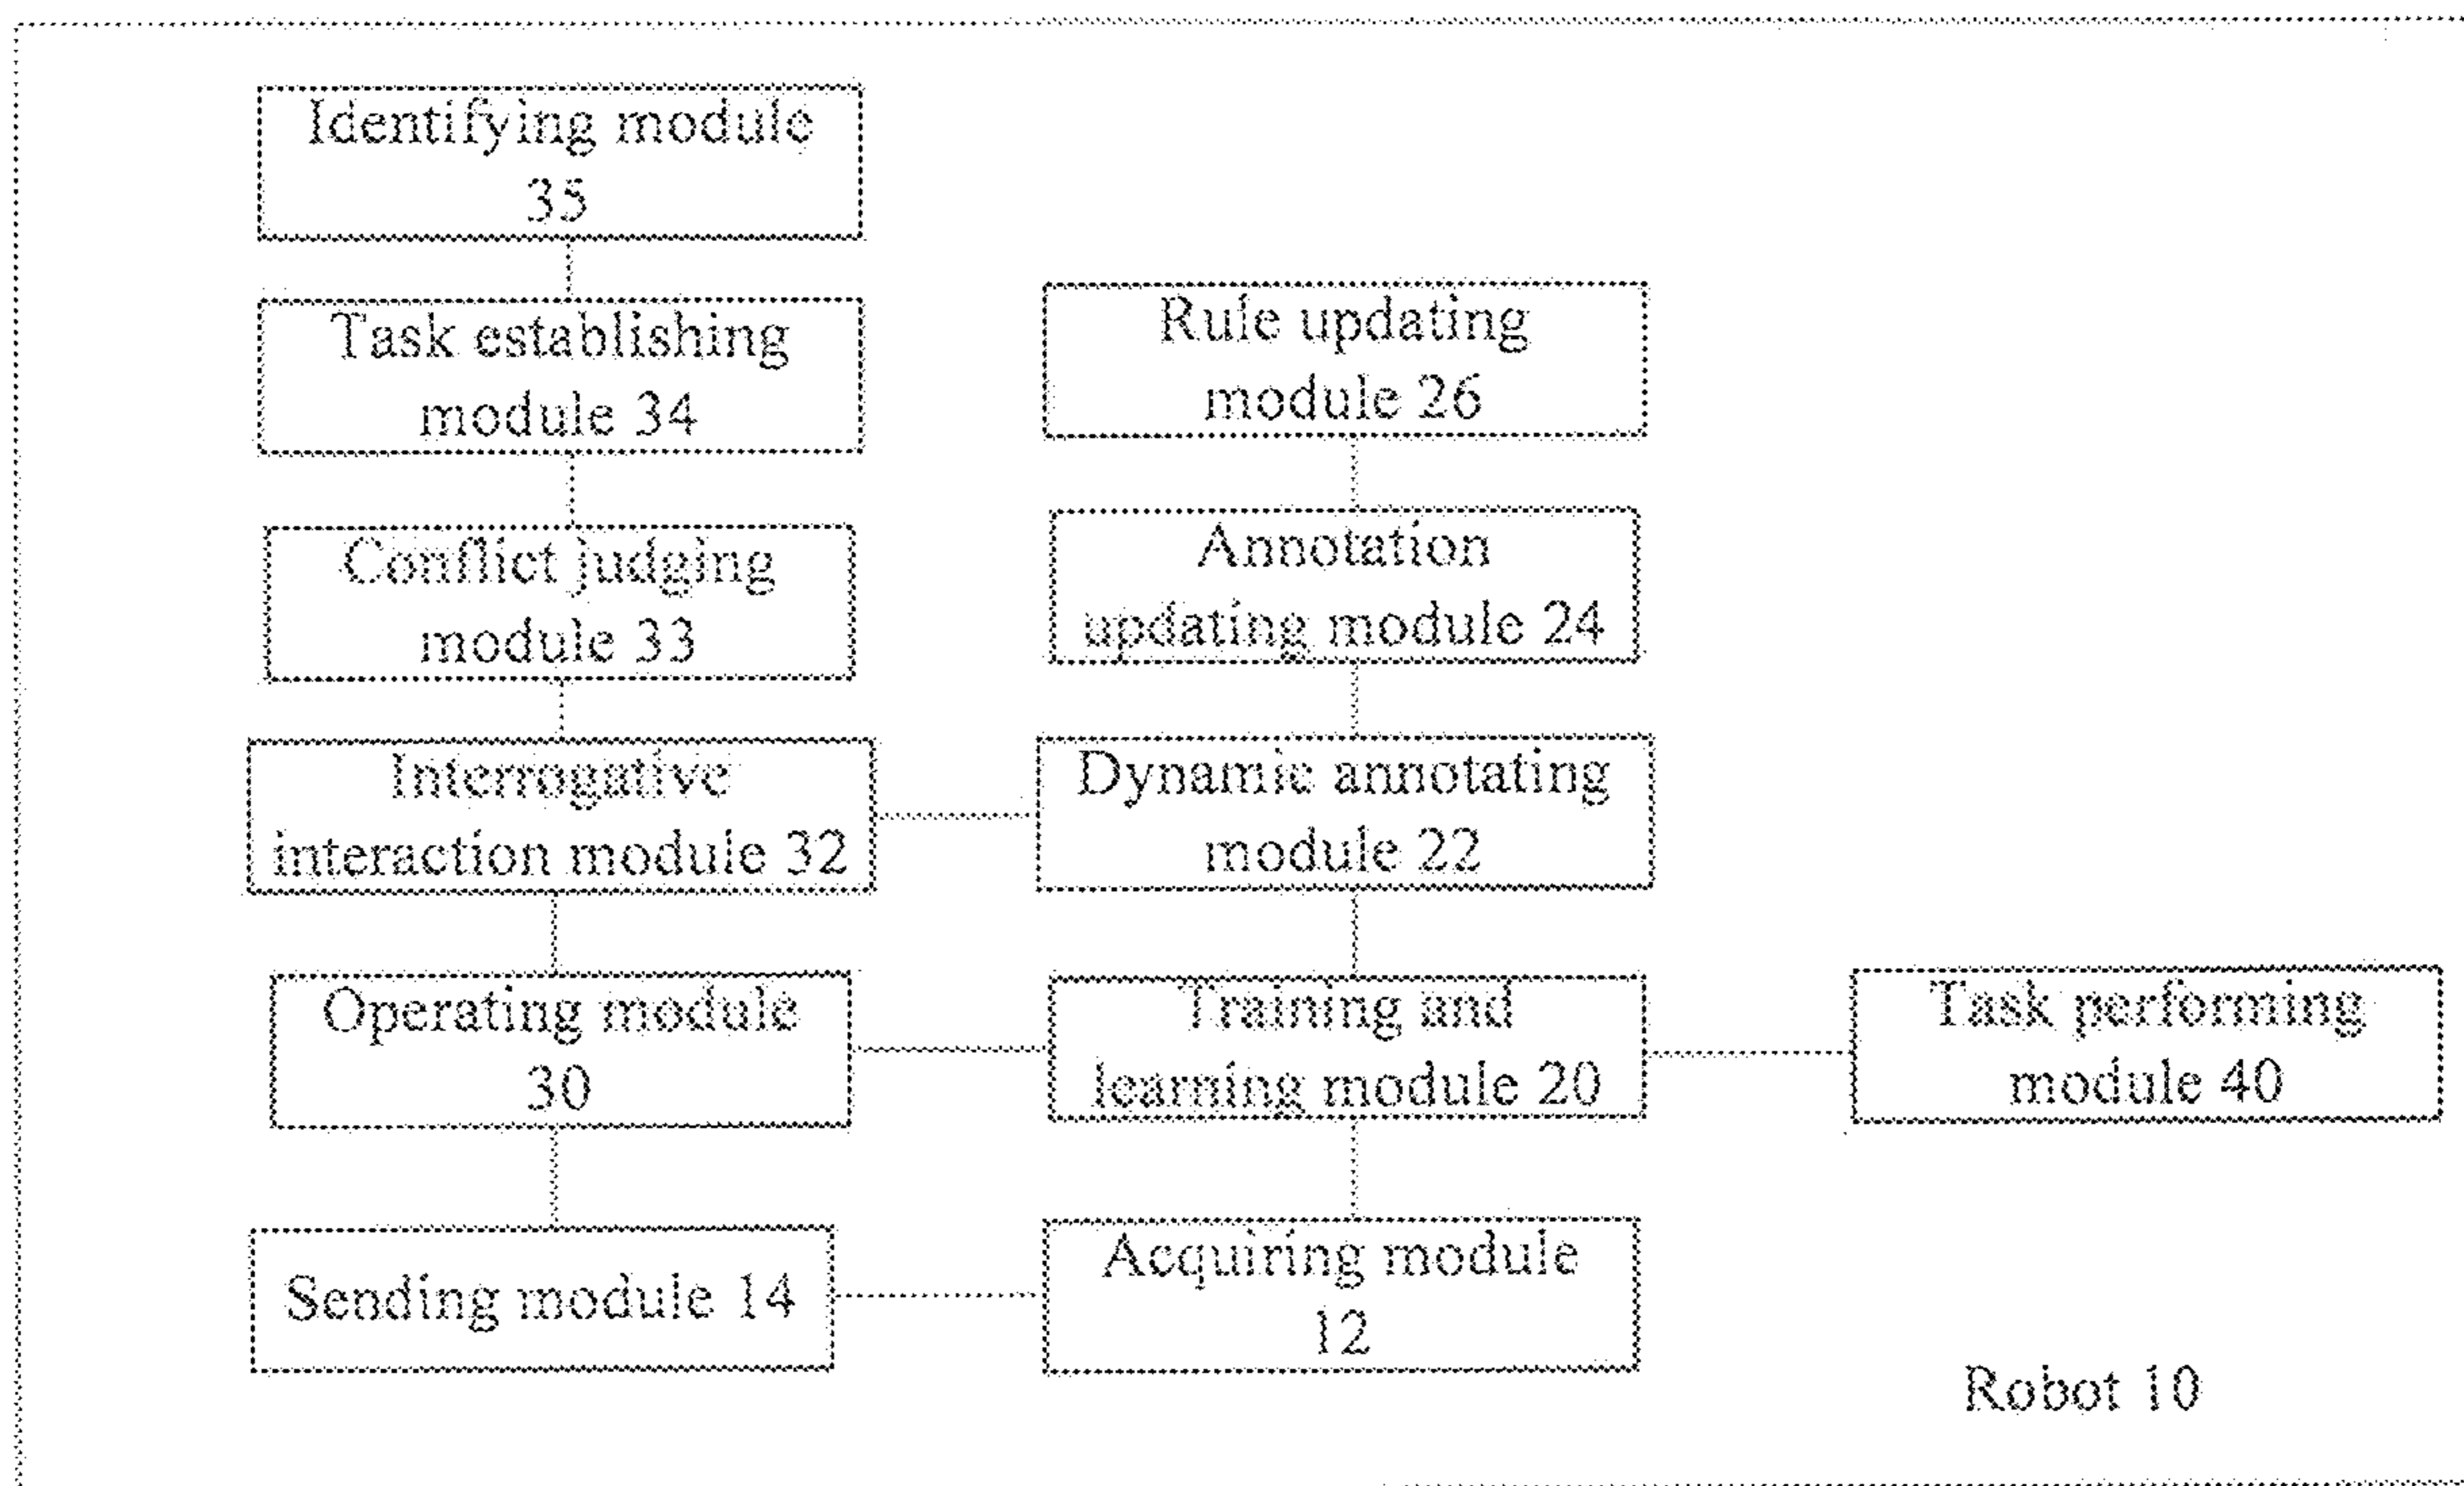 Identifying module
35
Task establishing
module 34
Rule updating
module 26
Conflict judging
module 33
Annotation
updating module 24
Interrogative
interaction module 32
Dynamic annotating
module 22
Operating module
30
Training and
learning module 20
Task performing
module 40
Sending module 14
Acquiring module
12
Robot 10